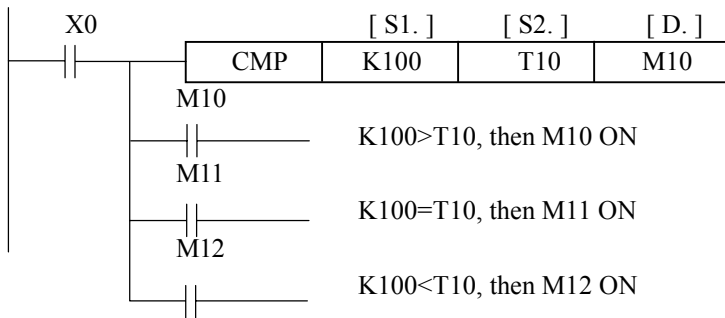 X0 [ S1. ] [ S2. ] [ D. ]
CMP K100 T10 M10
M10
K100>T10, then M10 ON
M11
K100=T10, then M11 ON
M12
K100<T10, then M12 ON